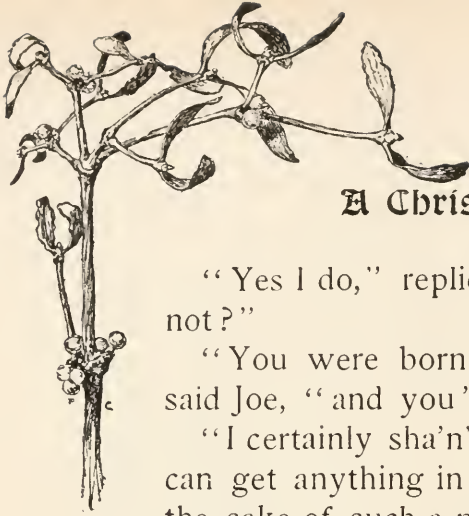 A Chris
“Yes I do,” replie
not?”
“You were born
said Joe, “and you’
“I certainly sha’n’
can get anything in
the sake of such a